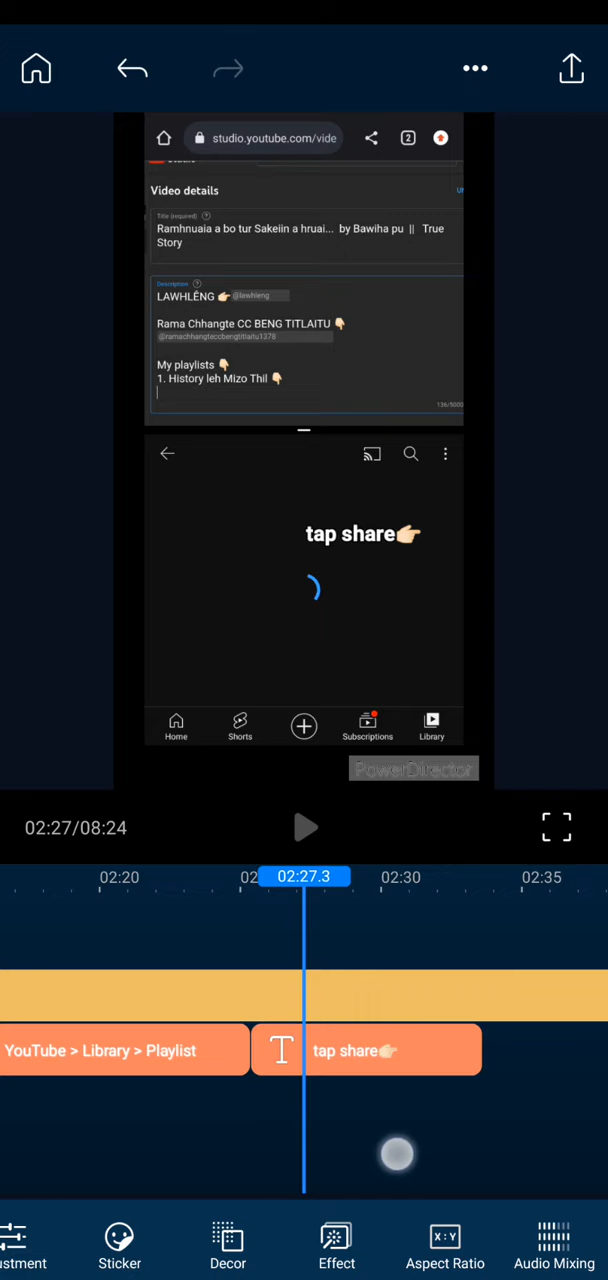 studio.youtube.com/vide
2
Video details
UN
Title (required)
Ramhnuaia a bo tur Sakeiin a hruai... by Bawiha pu || True
Story
Description
LAWHLÊNG 👉🏻 @lawhleng
Rama Chhangte CC BENG TITLAITU 👇🏻
@ramachhangteccbengtitlaitu1378
My playlists 👇🏻
1. History leh Mizo Thil 👇🏻
136/5000
tap share👉🏻
Home
Shorts
Subscriptions
Library
PowerDirector
02:27/08:24
02:20
02:27.3
02:30
02:35
YouTube > Library > Playlist
T
tap share👉🏻
ustment
Sticker
Decor
Effect
X:Y
Aspect Ratio
Audio Mixing